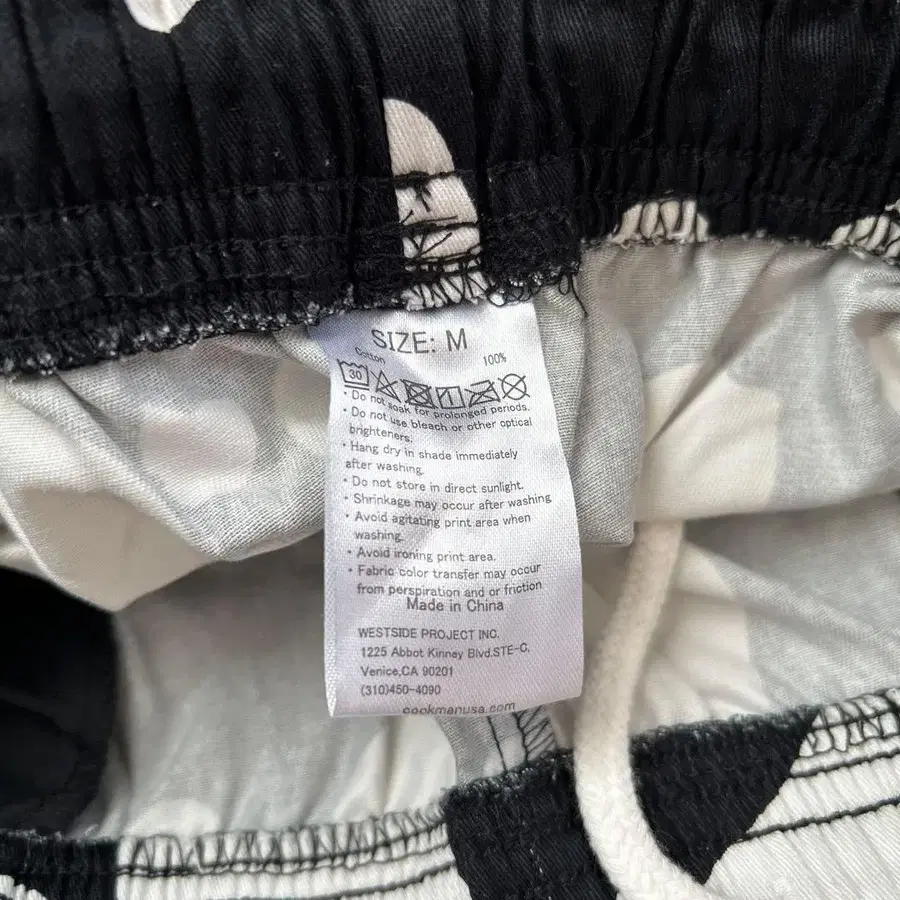 SIZE: M
Cotton 100%
30
• Do not soak for prolonged periods.
• Do not use bleach or other optical
brighteners.
• Hang dry in shade immediately
after washing.
• Do not store in direct sunlight.
• Shrinkage may occur after washing
• Avoid agitating print area when
washing.
• Avoid ironing print area.
• Fabric color transfer may occur
from perspiration and or friction
Made in China
WESTSIDE PROJECT INC.
1225 Abbot Kinney Blvd.STE-C,
Venice,CA 90201
(310)450-4090
cookmanusa.com